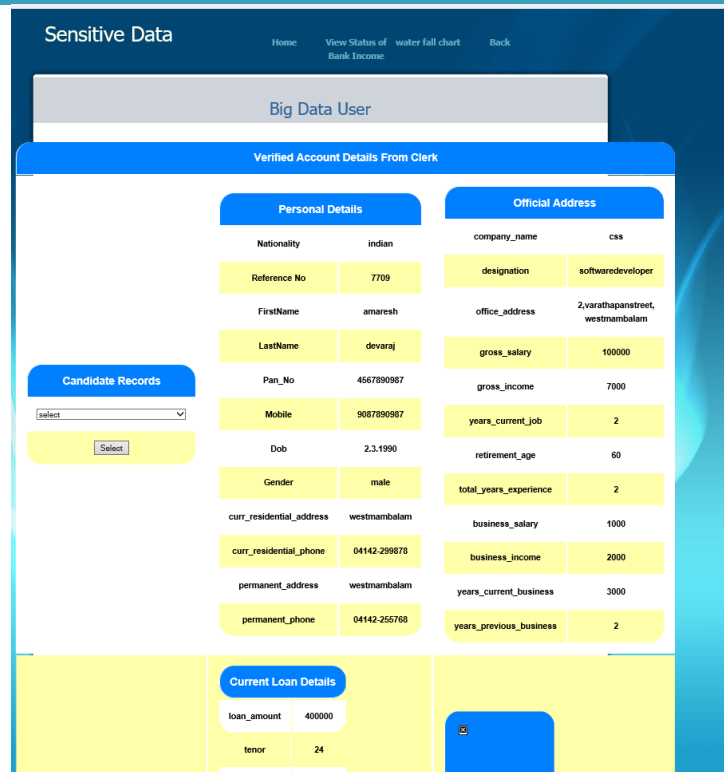 Sensitive Data
Home View Status of Bank Income water fall chart Back
Big Data User
Verified Account Details From Clerk
Candidate Records
select
Select
Personal Details
Nationality indian
Reference No 7709
FirstName amaresh
LastName devaraj
Pan_No 4567890987
Mobile 9087890987
Dob 2.3.1990
Gender male
curr_residential_address westmambalam
curr_residential_phone 04142-299878
permanent_address westmambalam
permanent_phone 04142-255768
Official Address
company_name css
designation softwaredeveloper
office_address 2,varathapanstreet,
westmambalam
gross_salary 100000
gross_income 7000
years_current_job 2
retirement_age 60
total_years_experience 2
business_salary 1000
business_income 2000
years_current_business 3000
years_previous_business 2
Current Loan Details
loan_amount 400000
tenor 24